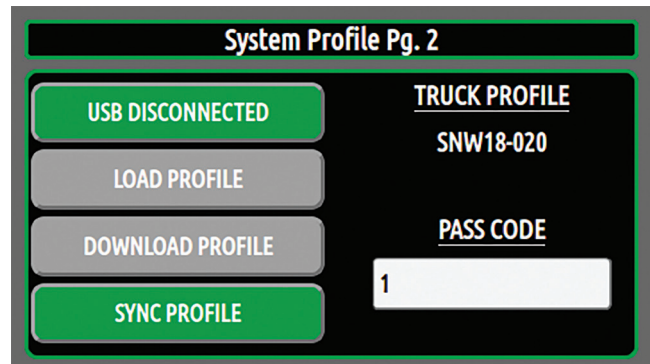 System Profile Pg. 2
USB DISCONNECTED
LOAD PROFILE
DOWNLOAD PROFILE
SYNC PROFILE
TRUCK PROFILE
SNW18-020
PASS CODE
1